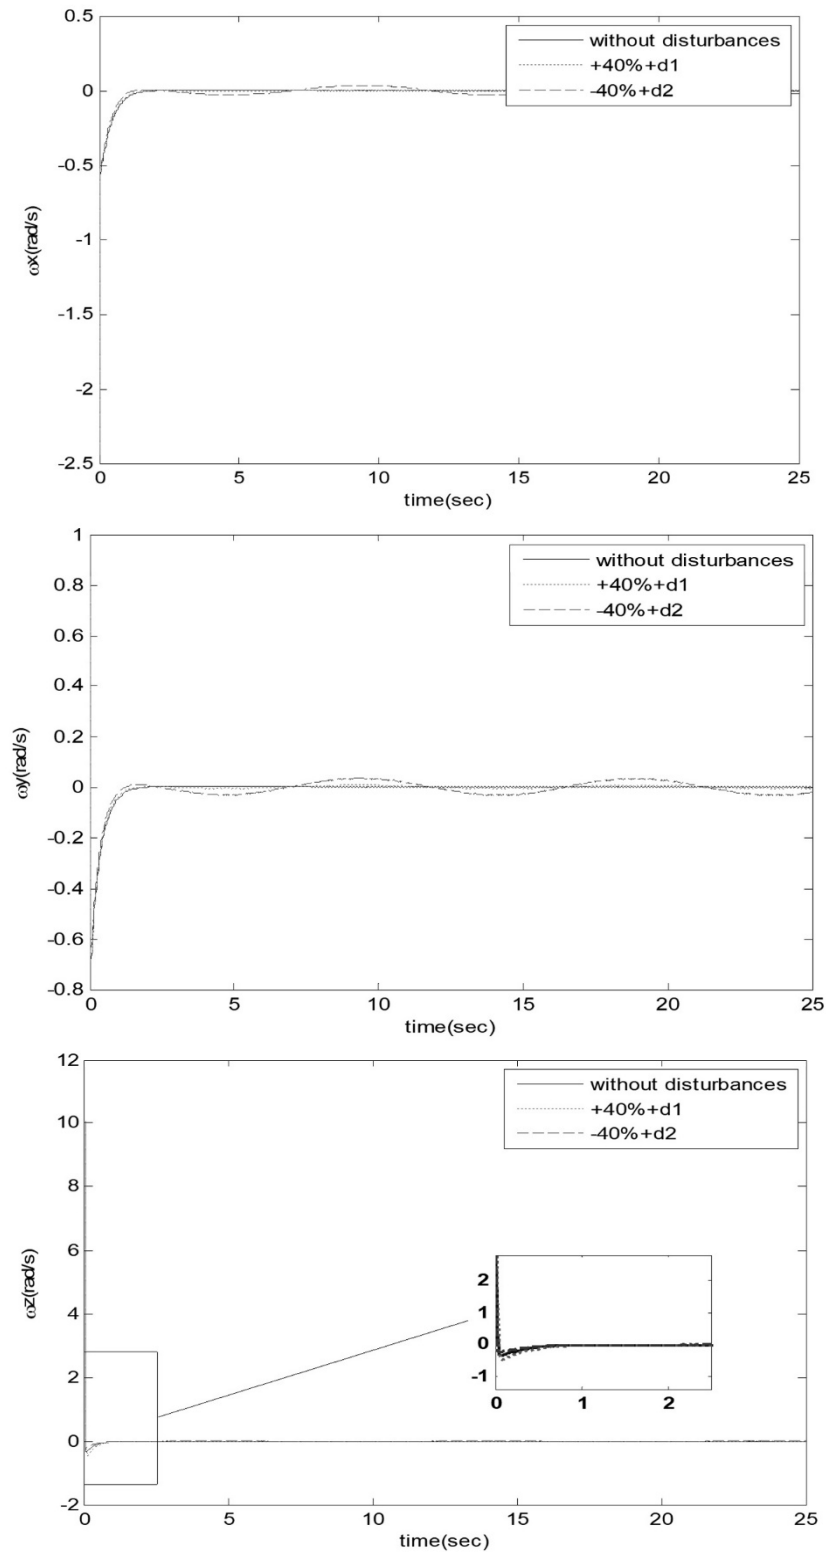 0.5
without disturbances
+40%+d1
-40%+d2
0
-0.5
-1
-1.5
-2
-2.5
ωx(rad/s)
0 5 10 15 20 25
time(sec)
1
without disturbances
+40%+d1
-40%+d2
0.8
0.6
0.4
0.2
0
-0.2
-0.4
-0.6
-0.8
ωy(rad/s)
0 5 10 15 20 25
time(sec)
12
without disturbances
+40%+d1
-40%+d2
10
8
6
4
2
0
-2
ωz(rad/s)
2
1
0
-1
0 1 2
0 5 10 15 20 25
time(sec)